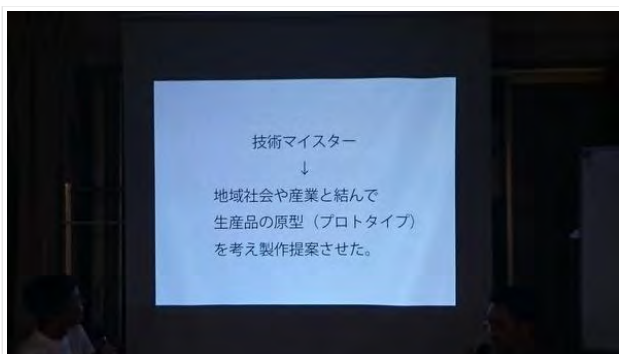 技術マイスター
↓
地域社会や産業と結んで
生産品の原型（プロトタイプ）
を考え製作提案させた。